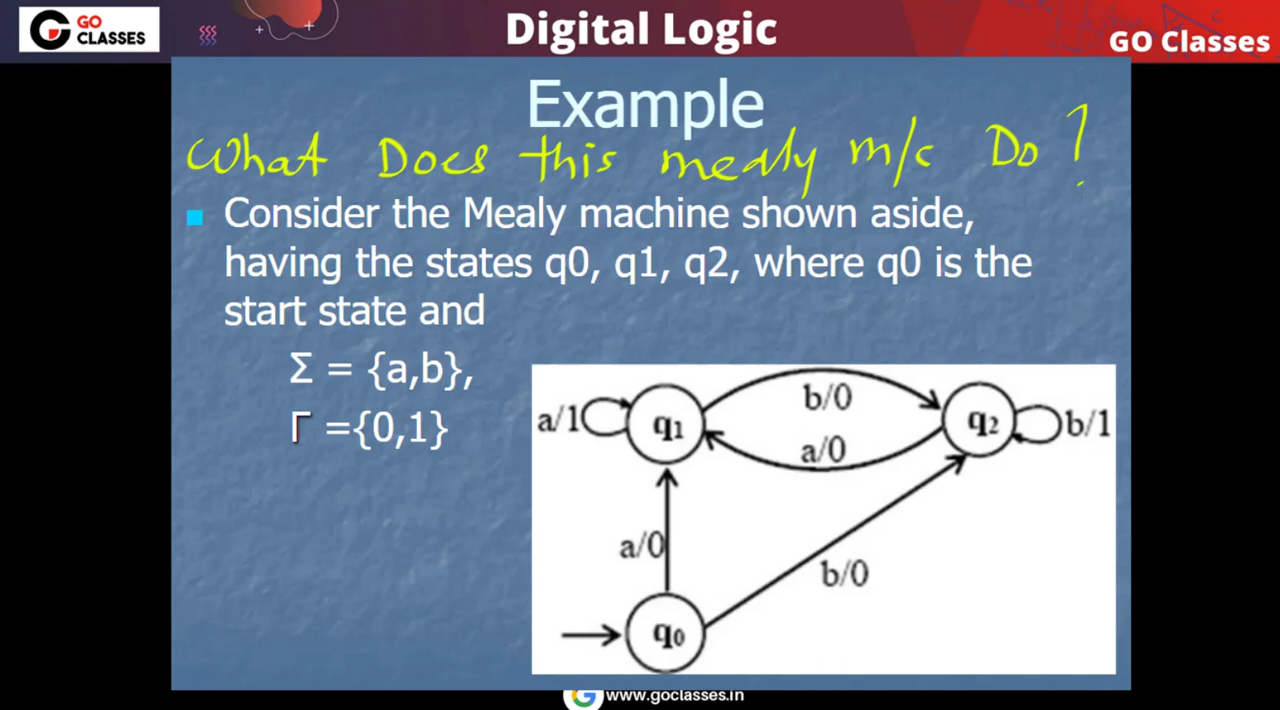 GO
CLASSES
Digital Logic
GO Classes
Example
What Does this mealy m/c Do?
Consider the Mealy machine shown aside,
having the states q0, q1, q2, where q0 is the
start state and
Σ = {a,b},
Γ ={0,1}
b/0
a/1 q1 q2 b/1
a/0
a/0
b/0
q0
www.goclasses.in